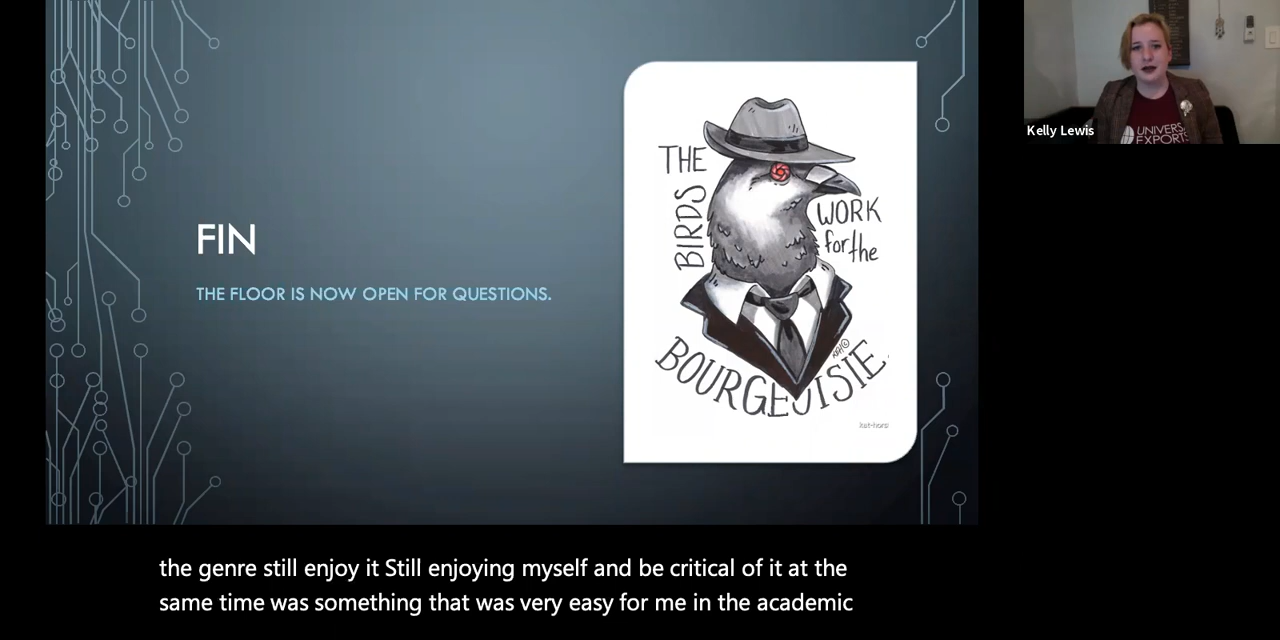 FIN
THE FLOOR IS NOW OPEN FOR QUESTIONS.
THE
BIRDS
WORK
for the
BOURGEOISIE
Kelly Lewis
UNIVERS
EXPORTS
the genre still enjoy it Still enjoying myself and be critical of it at the
same time was something that was very easy for me in the academic